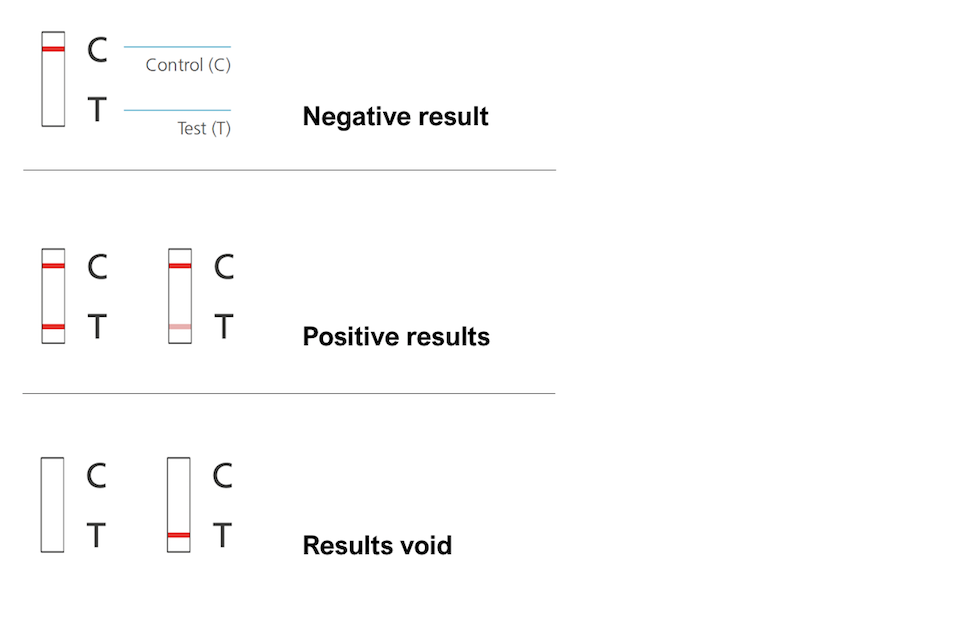 C
Control (C)
T
Test (T)
Negative result
C C
T T
Positive results
C C
T T
Results void